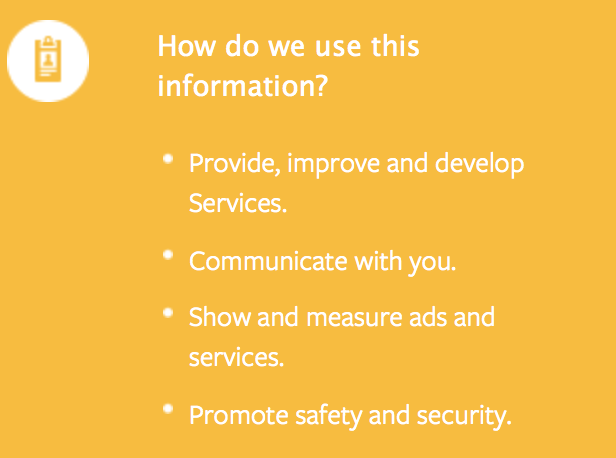 How do we use this
information?
Provide, improve and develop
Services.
Communicate with you.
Show and measure ads and
services.
Promote safety and security.